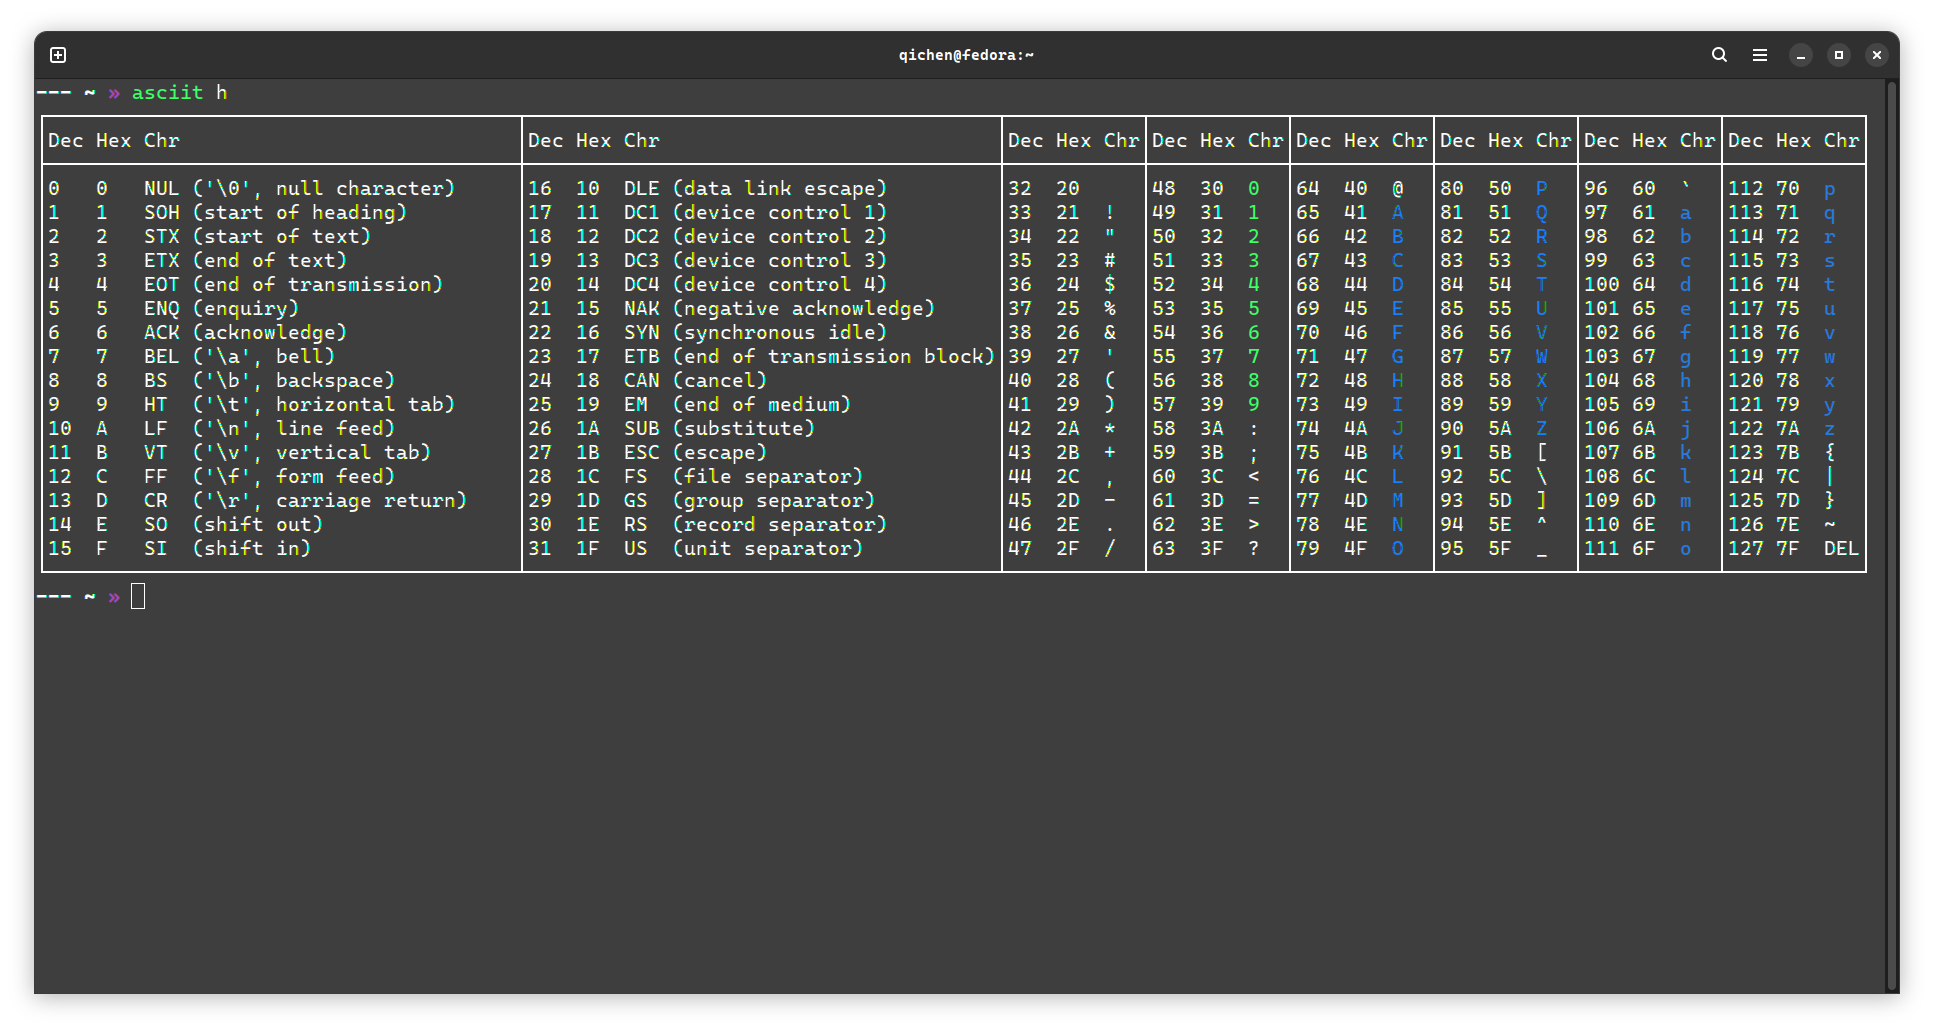 qichen@fedora:~
--- ~ » asciit h
Dec Hex Chr Dec Hex Chr Dec Hex Chr Dec Hex Chr Dec Hex Chr Dec Hex Chr Dec Hex Chr Dec Hex Chr
0 0 NUL ('\0', null character) 16 10 DLE (data link escape) 32 20 48 30 0 64 40 @ 80 50 P 96 60 ` 112 70 p
1 1 SOH (start of heading) 17 11 DC1 (device control 1) 33 21 ! 49 31 1 65 41 A 81 51 Q 97 61 a 113 71 q
2 2 STX (start of text) 18 12 DC2 (device control 2) 34 22 " 50 32 2 66 42 B 82 52 R 98 62 b 114 72 r
3 3 ETX (end of text) 19 13 DC3 (device control 3) 35 23 # 51 33 3 67 43 C 83 53 S 99 63 c 115 73 s
4 4 EOT (end of transmission) 20 14 DC4 (device control 4) 36 24 $ 52 34 4 68 44 D 84 54 T 100 64 d 116 74 t
5 5 ENQ (enquiry) 21 15 NAK (negative acknowledge) 37 25 % 53 35 5 69 45 E 85 55 U 101 65 e 117 75 u
6 6 ACK (acknowledge) 22 16 SYN (synchronous idle) 38 26 & 54 36 6 70 46 F 86 56 V 102 66 f 118 76 v
7 7 BEL ('\a', bell) 23 17 ETB (end of transmission block) 39 27 ' 55 37 7 71 47 G 87 57 W 103 67 g 119 77 w
8 8 BS ('\b', backspace) 24 18 CAN (cancel) 40 28 ( 56 38 8 72 48 H 88 58 X 104 68 h 120 78 x
9 9 HT ('\t', horizontal tab) 25 19 EM (end of medium) 41 29 ) 57 39 9 73 49 I 89 59 Y 105 69 i 121 79 y
10 A LF ('\n', line feed) 26 1A SUB (substitute) 42 2A * 58 3A : 74 4A J 90 5A Z 106 6A j 122 7A z
11 B VT ('\v', vertical tab) 27 1B ESC (escape) 43 2B + 59 3B ; 75 4B K 91 5B [ 107 6B k 123 7B {
12 C FF ('\f', form feed) 28 1C FS (file separator) 44 2C , 60 3C < 76 4C L 92 5C \ 108 6C l 124 7C |
13 D CR ('\r', carriage return) 29 1D GS (group separator) 45 2D - 61 3D = 77 4D M 93 5D ] 109 6D m 125 7D }
14 E SO (shift out) 30 1E RS (record separator) 46 2E . 62 3E > 78 4E N 94 5E ^ 110 6E n 126 7E ~
15 F SI (shift in) 31 1F US (unit separator) 47 2F / 63 3F ? 79 4F O 95 5F _ 111 6F o 127 7F DEL
--- ~ »